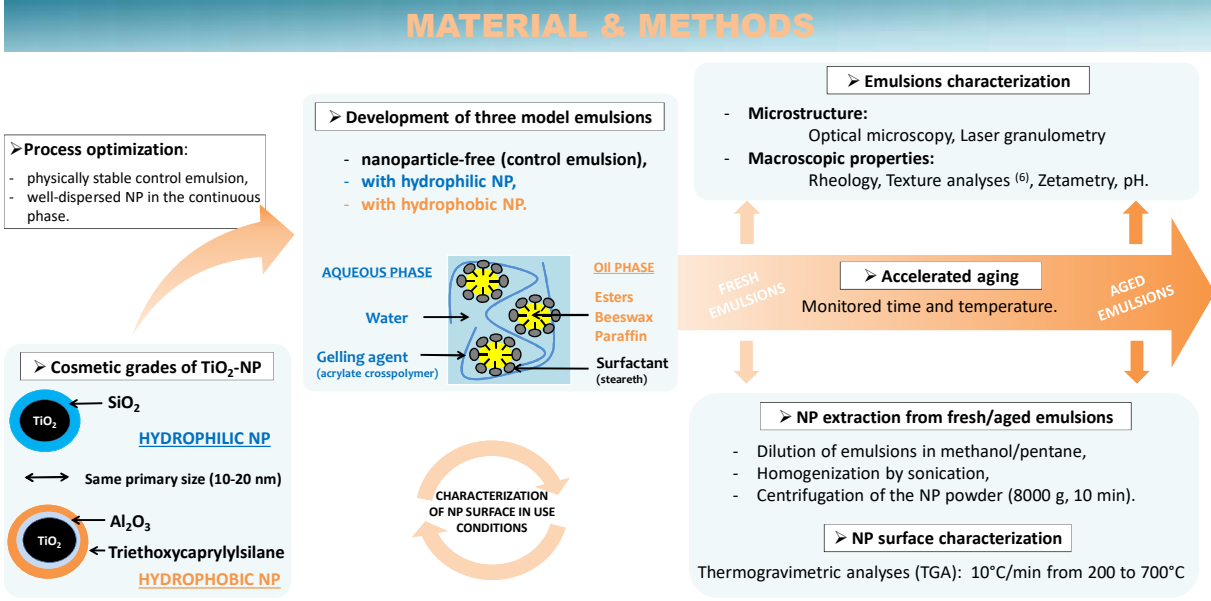 MATERIAL & METHODS
➢Process optimization:
- physically stable control emulsion,
- well-dispersed NP in the continuous
phase.
➢ Cosmetic grades of TiO₂-NP
SiO₂
TiO₂
HYDROPHILIC NP
Same primary size (10-20 nm)
Al₂O₃
TiO₂
Triethoxycaprylylsilane
HYDROPHOBIC NP
➢ Development of three model emulsions
- nanoparticle-free (control emulsion),
- with hydrophilic NP,
- with hydrophobic NP.
AQUEOUS PHASE
Water
Gelling agent
(acrylate crosspolymer)
OIl PHASE
Esters
Beeswax
Paraffin
Surfactant
(steareth)
CHARACTERIZATION
OF NP SURFACE IN USE
CONDITIONS
➢ Emulsions characterization
- Microstructure:
Optical microscopy, Laser granulometry
- Macroscopic properties:
Rheology, Texture analyses ⁽⁶⁾, Zetametry, pH.
FRESH
EMULSIONS
➢ Accelerated aging
Monitored time and temperature.
AGED
EMULSIONS
➢ NP extraction from fresh/aged emulsions
- Dilution of emulsions in methanol/pentane,
- Homogenization by sonication,
- Centrifugation of the NP powder (8000 g, 10 min).
➢ NP surface characterization
Thermogravimetric analyses (TGA): 10°C/min from 200 to 700°C